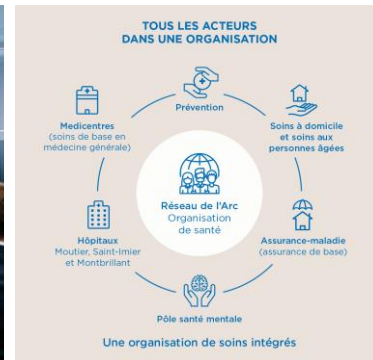 TOUS LES ACTEURS
DANS UNE ORGANISATION
Prévention
Medicentres
(soins de base en
médecine générale)
Soins à domicile
et soins aux
personnes âgées
Réseau de l'Arc
Organisation
de santé
Hôpitaux
Moutier, Saint-Imier
et Montbrillant
Assurance-maladie
(assurance de base)
Pôle santé mentale
Une organisation de soins intégrés